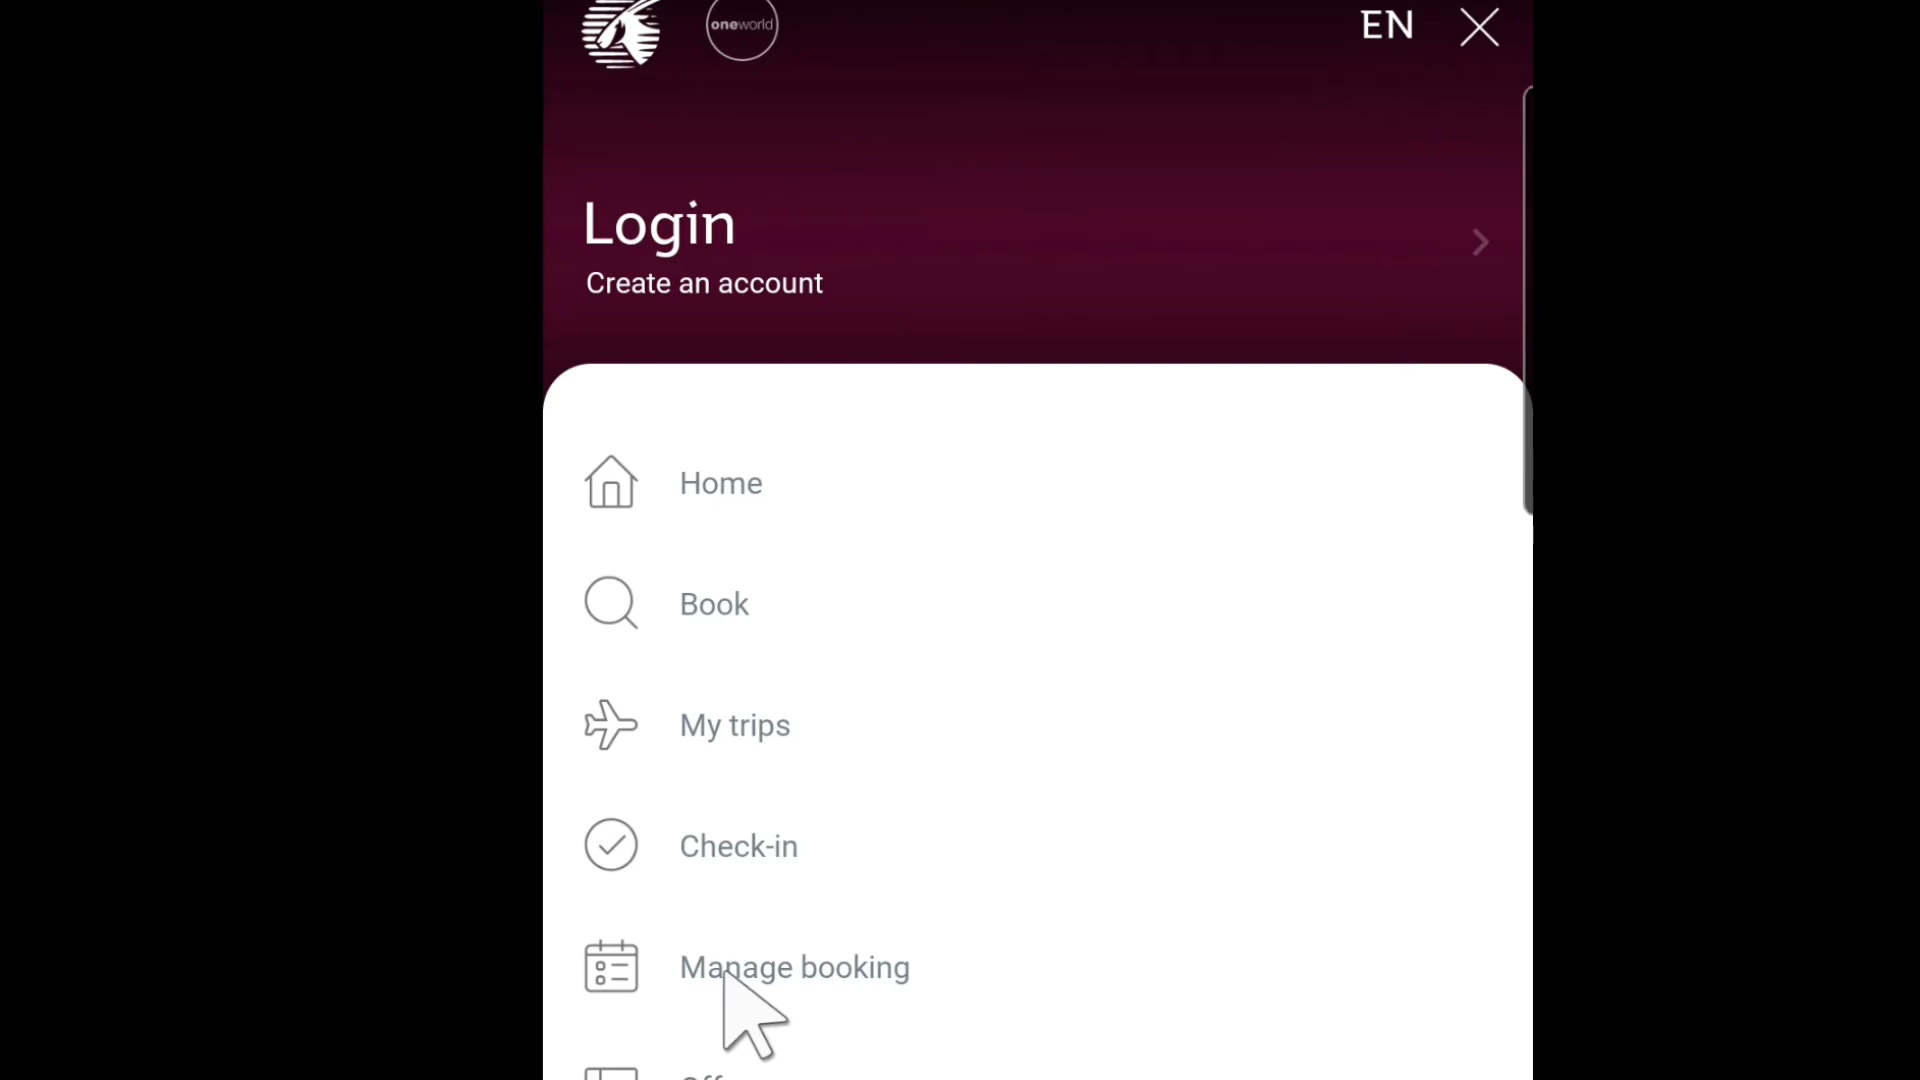 oneworld
EN
Login
Create an account
Home
Book
My trips
Check-in
Manage booking